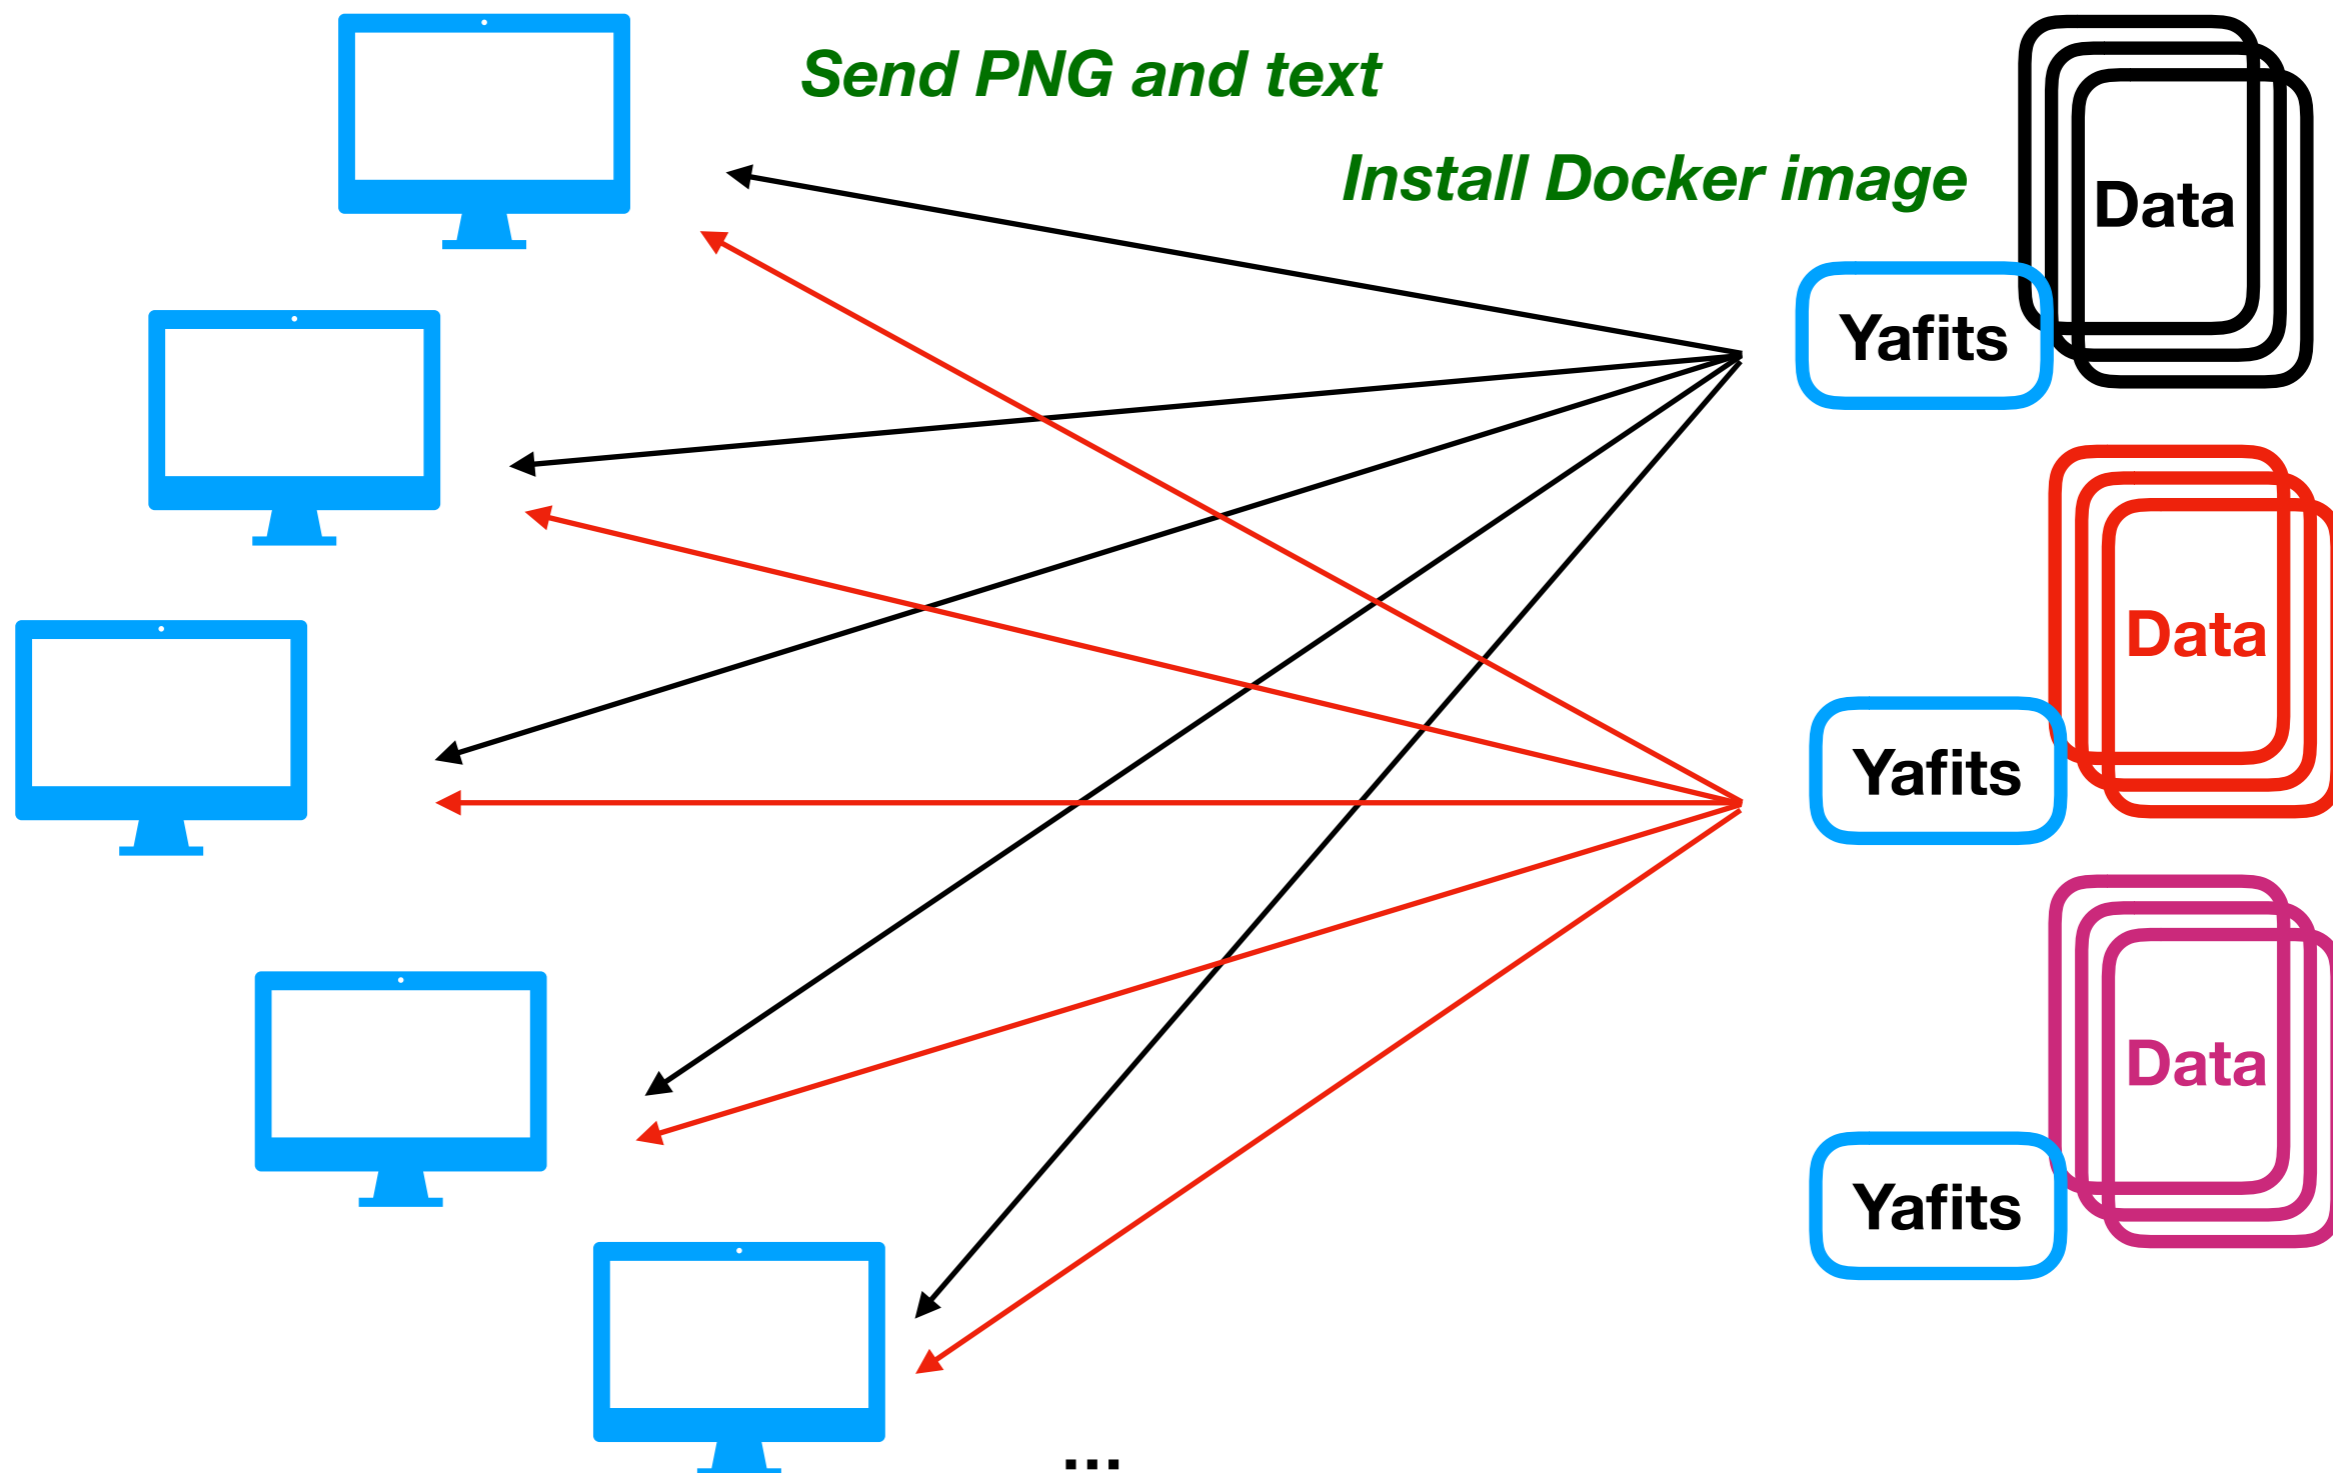 Send PNG and text
Install Docker image
Data
Yafits
Data
Yafits
Data
Yafits
...